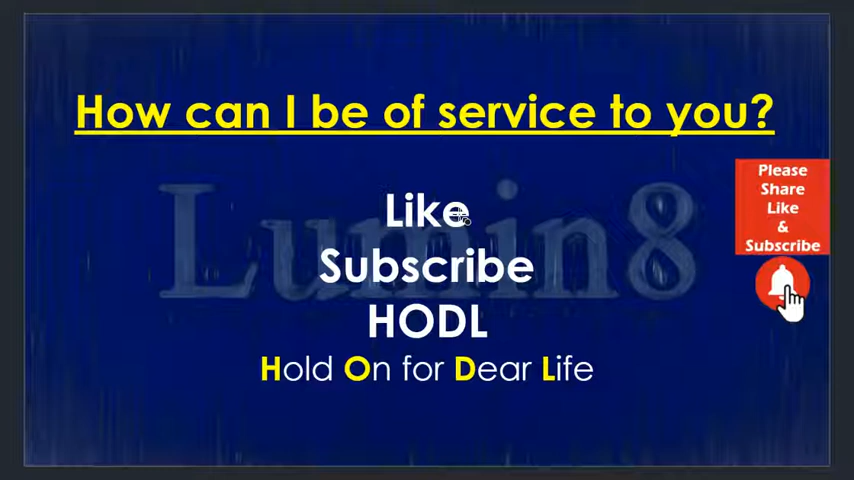 How can I be of service to you?
Lumin8
Like
Subscribe
HODL
Hold On for Dear Life
Please
Share
Like
&
Subscribe